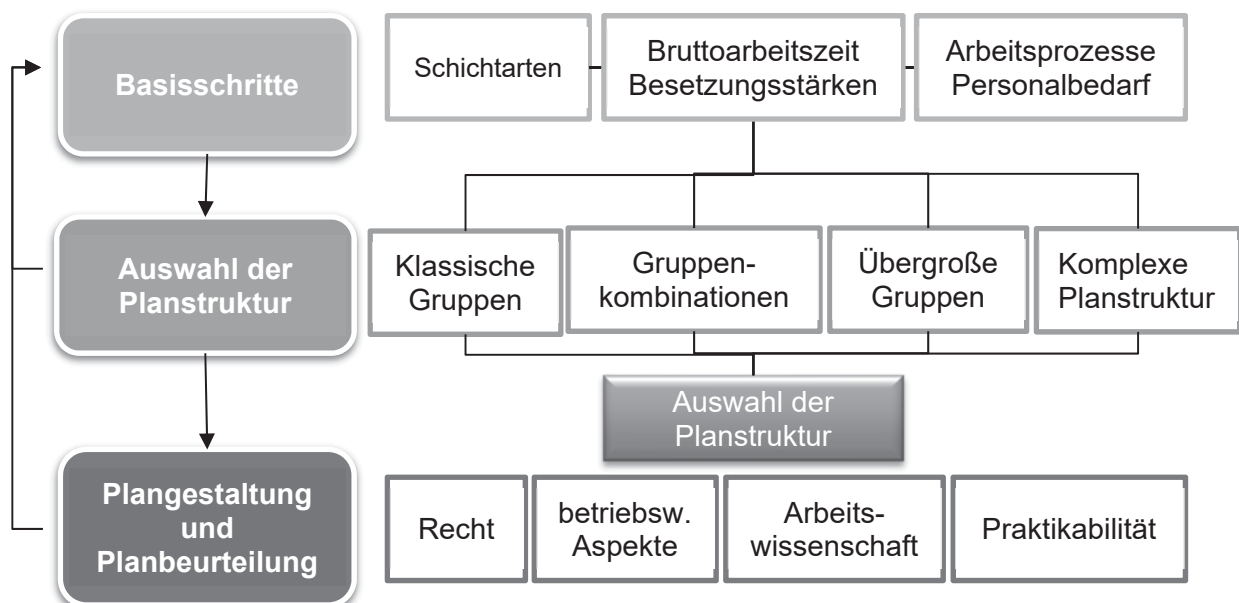 Basisschritte
Schichtarten
Bruttoarbeitszeit
Besetzungsstärken
Arbeitsprozesse
Personalbedarf
Auswahl der
Planstruktur
Klassische
Gruppen
Gruppen-
kombinationen
Übergroße
Gruppen
Komplexe
Planstruktur
Auswahl der
Planstruktur
Plangestaltung
und
Planbeurteilung
Recht
betriebsw.
Aspekte
Arbeits-
wissenschaft
Praktikabilität